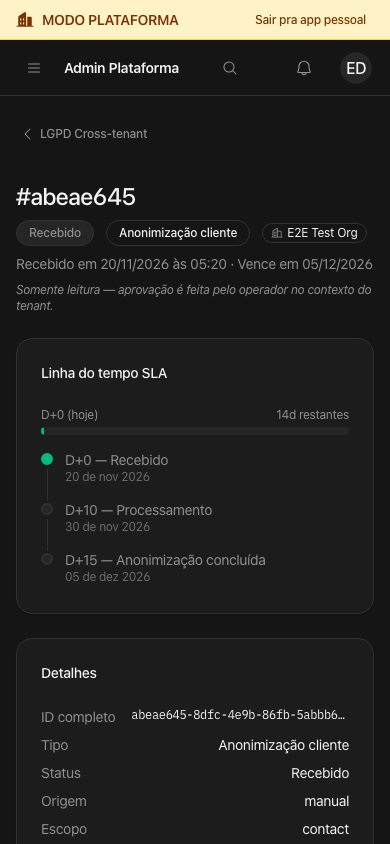 MODO PLATAFORMA
Sair pra app pessoal
Admin Plataforma
ED
LGPD Cross-tenant
#abeae645
Recebido
Anonimização cliente
E2E Test Org
Recebido em 20/11/2026 às 05:20 · Vence em 05/12/2026
Somente leitura — aprovação é feita pelo operador no contexto do
tenant.
Linha do tempo SLA
D+0 (hoje)
14d restantes
D+0 — Recebido
20 de nov 2026
D+10 — Processamento
30 de nov 2026
D+15 — Anonimização concluída
05 de dez 2026
Detalhes
ID completo abeae645-8dfc-4e9b-86fb-5abbb6…
Tipo Anonimização cliente
Status Recebido
Origem manual
Escopo contact